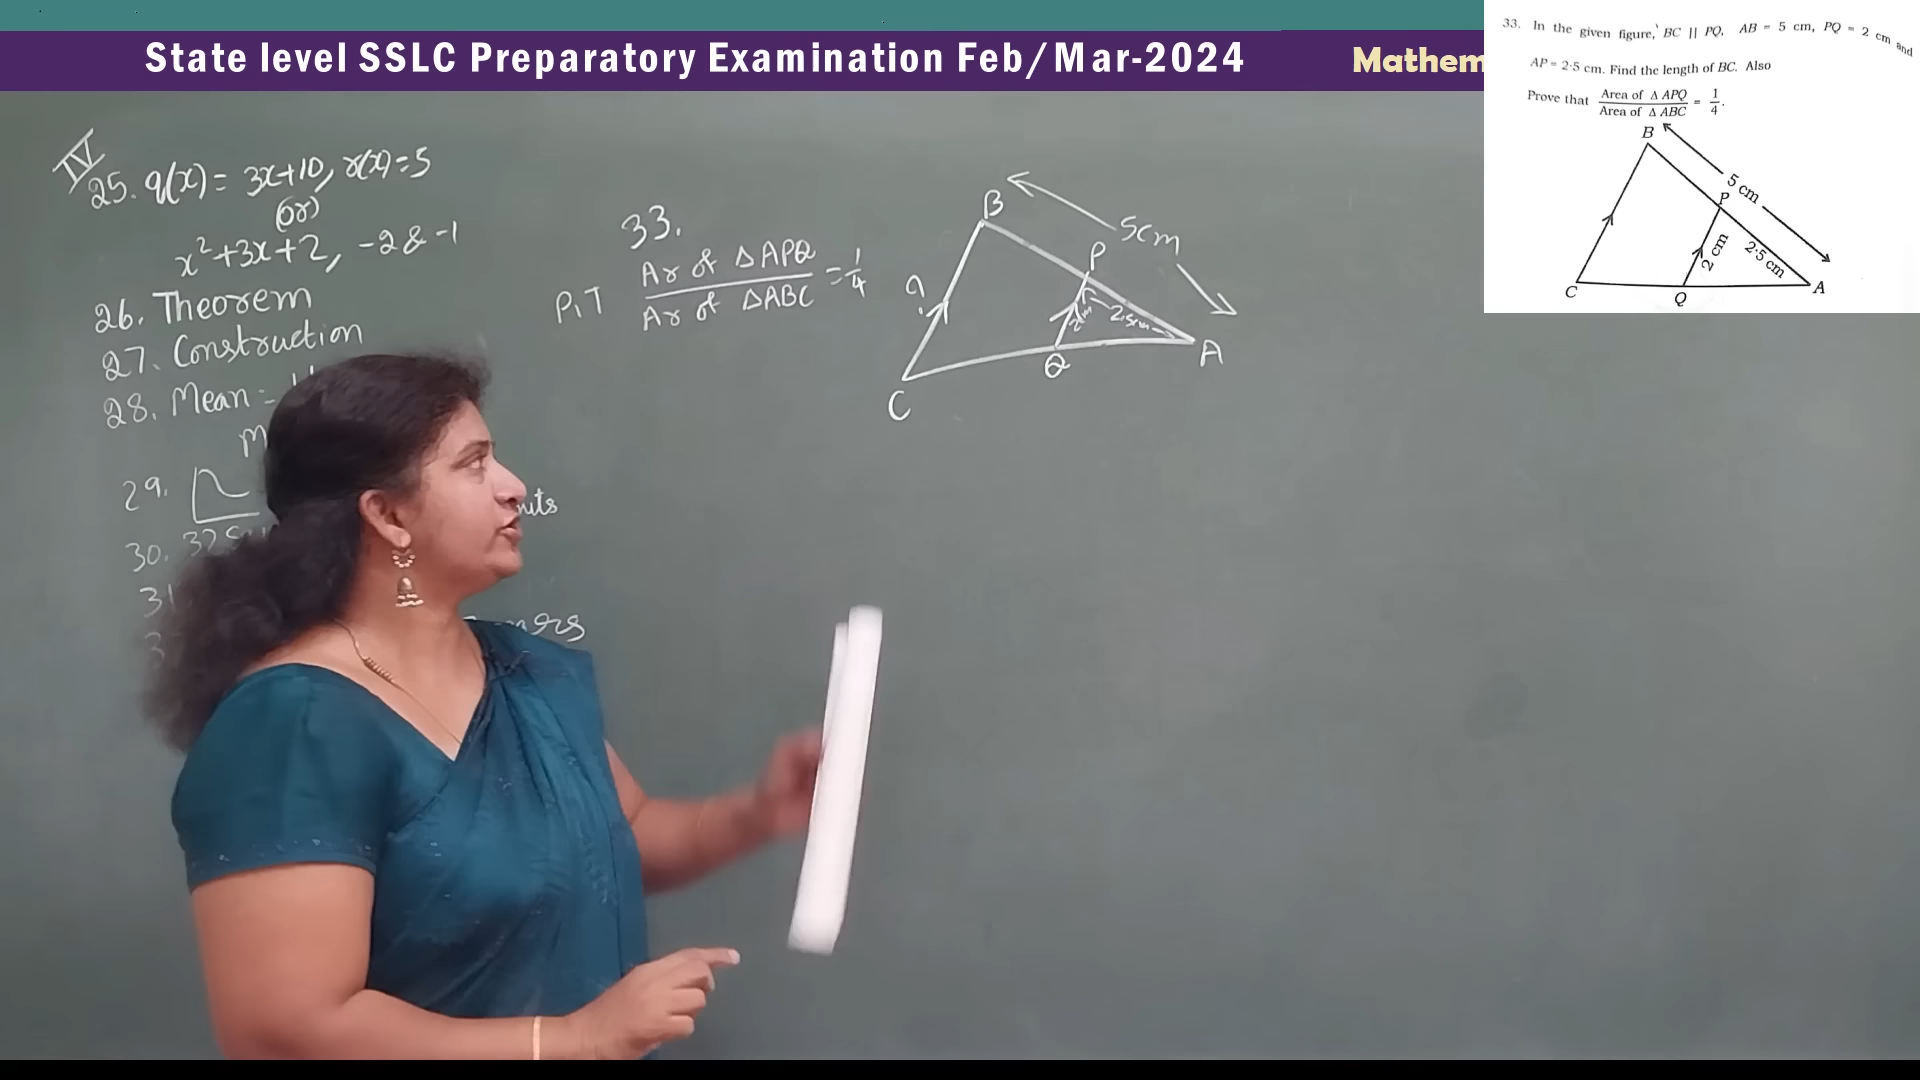 State level SSLC Preparatory Examination Feb/Mar-2024
Mathem
33. In the given figure, BC || PQ, AB = 5 cm, PQ = 2 cm and
AP = 2·5 cm. Find the length of BC. Also
Prove that Area of Δ APQ / Area of Δ ABC = 1/4.
B
5 cm
P
2 cm
2·5 cm
C
Q
A
IV
25. q(x) = 3x+10, r(x)=5
(or)
x²+3x+2, -2 & -1
26. Theorem
27. Construction
28. Mean =
29.
30.
33.
P.T Ar of ΔAPQ / Ar of ΔABC = 1/4
B
5cm
P
?
2cm
2.5cm
Q
A
C